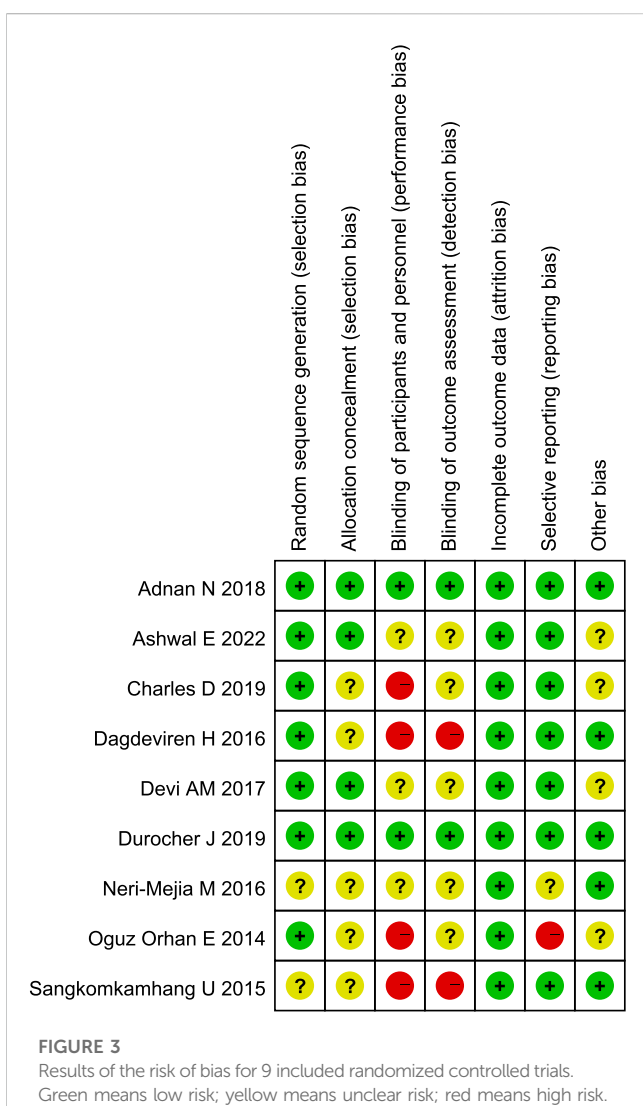 Random sequence generation (selection bias)
Allocation concealment (selection bias)
Blinding of participants and personnel (performance bias)
Blinding of outcome assessment (detection bias)
Incomplete outcome data (attrition bias)
Selective reporting (reporting bias)
Other bias
Adnan N 2018 + + + + + + +
Ashwal E 2022 + + ? ? + + ?
Charles D 2019 + ? – ? + + ?
Dagdeviren H 2016 + ? – – + + +
Devi AM 2017 + + ? ? + + ?
Durocher J 2019 + + + + + + +
Neri-Mejia M 2016 ? ? ? ? + ? +
Oguz Orhan E 2014 + ? – ? + – ?
Sangkomkamhang U 2015 ? ? – – + + +
FIGURE 3
Results of the risk of bias for 9 included randomized controlled trials.
Green means low risk; yellow means unclear risk; red means high risk.